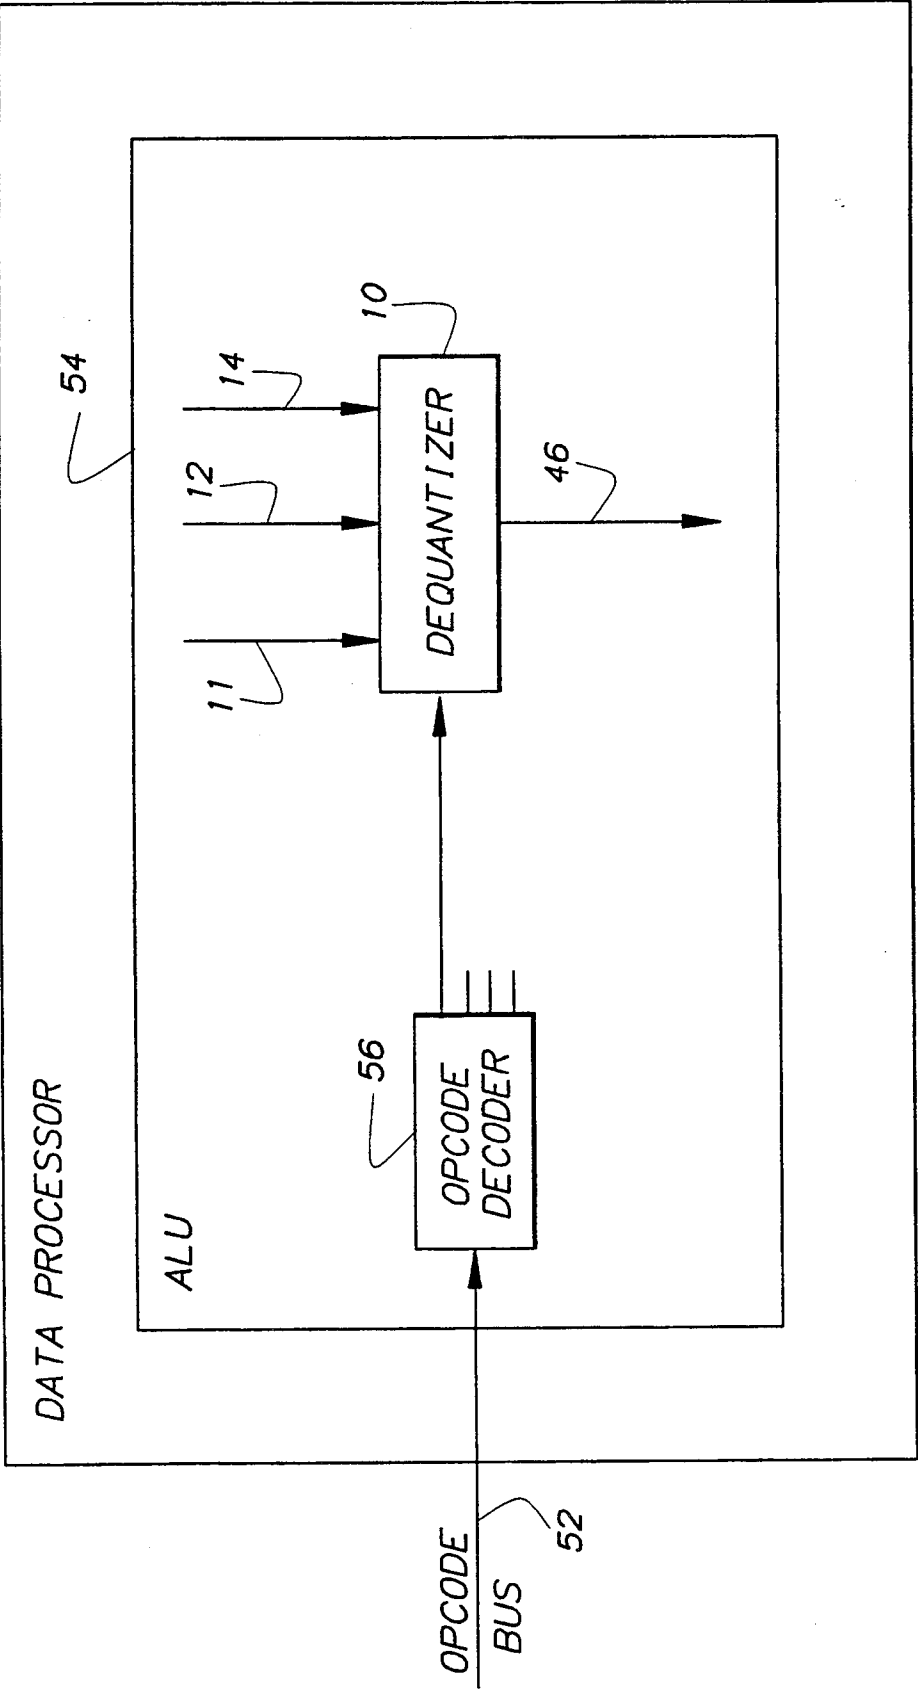 DATA PROCESSOR
54
ALU
11
12
14
10
56
OPCODE
DECODER
DEQUANTIZER
46
OPCODE
BUS
52